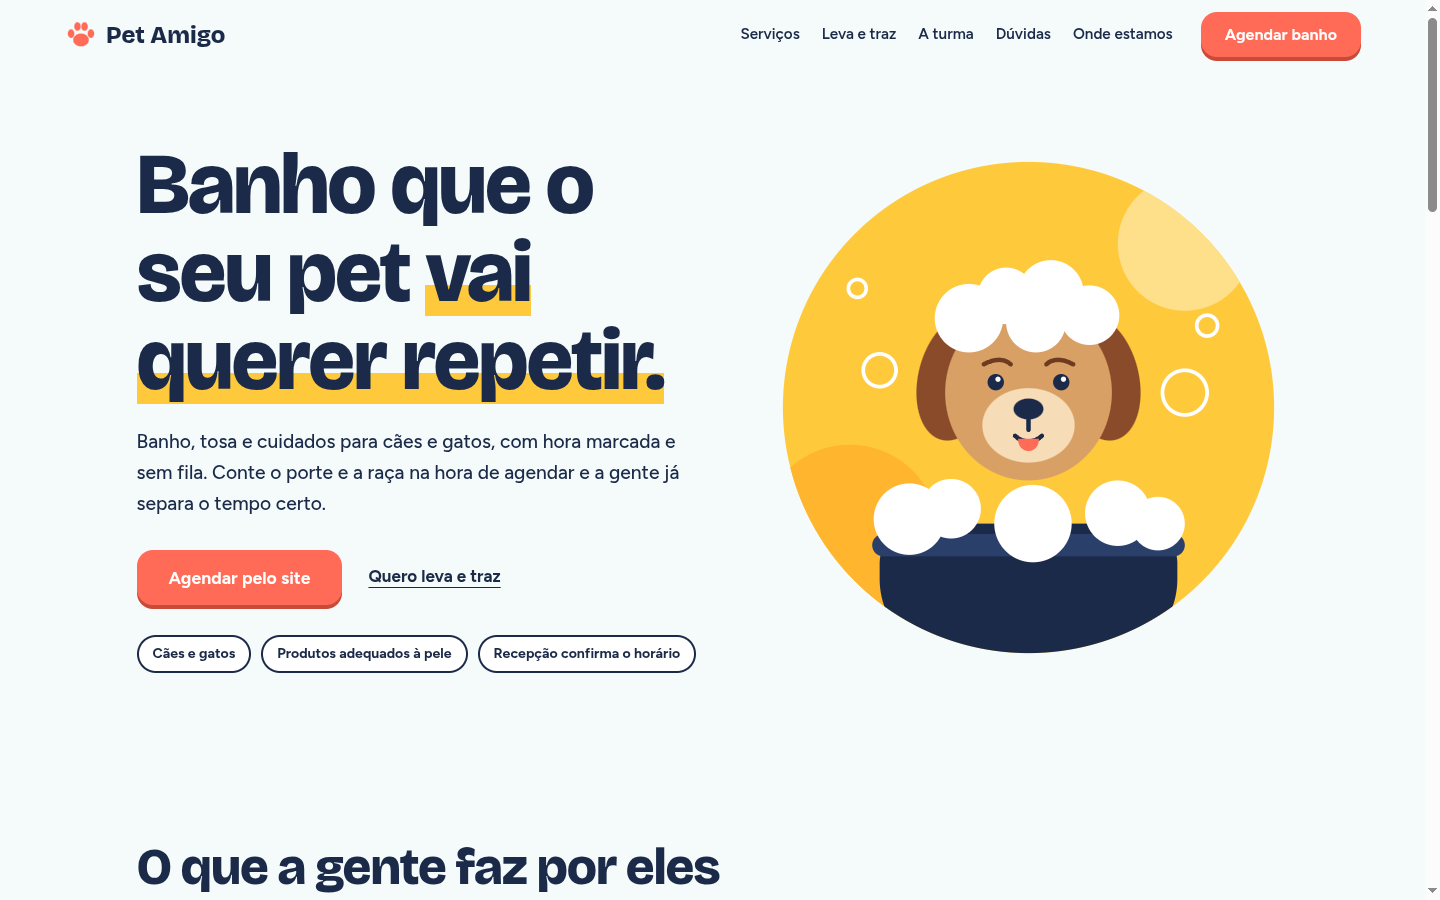 Pet Amigo
Serviços
Leva e traz
A turma
Dúvidas
Onde estamos
Agendar banho
Banho que o
seu pet vai
querer repetir.
Banho, tosa e cuidados para cães e gatos, com hora marcada e
sem fila. Conte o porte e a raça na hora de agendar e a gente já
separa o tempo certo.
Agendar pelo site
Quero leva e traz
Cães e gatos
Produtos adequados à pele
Recepção confirma o horário
O que a gente faz por eles